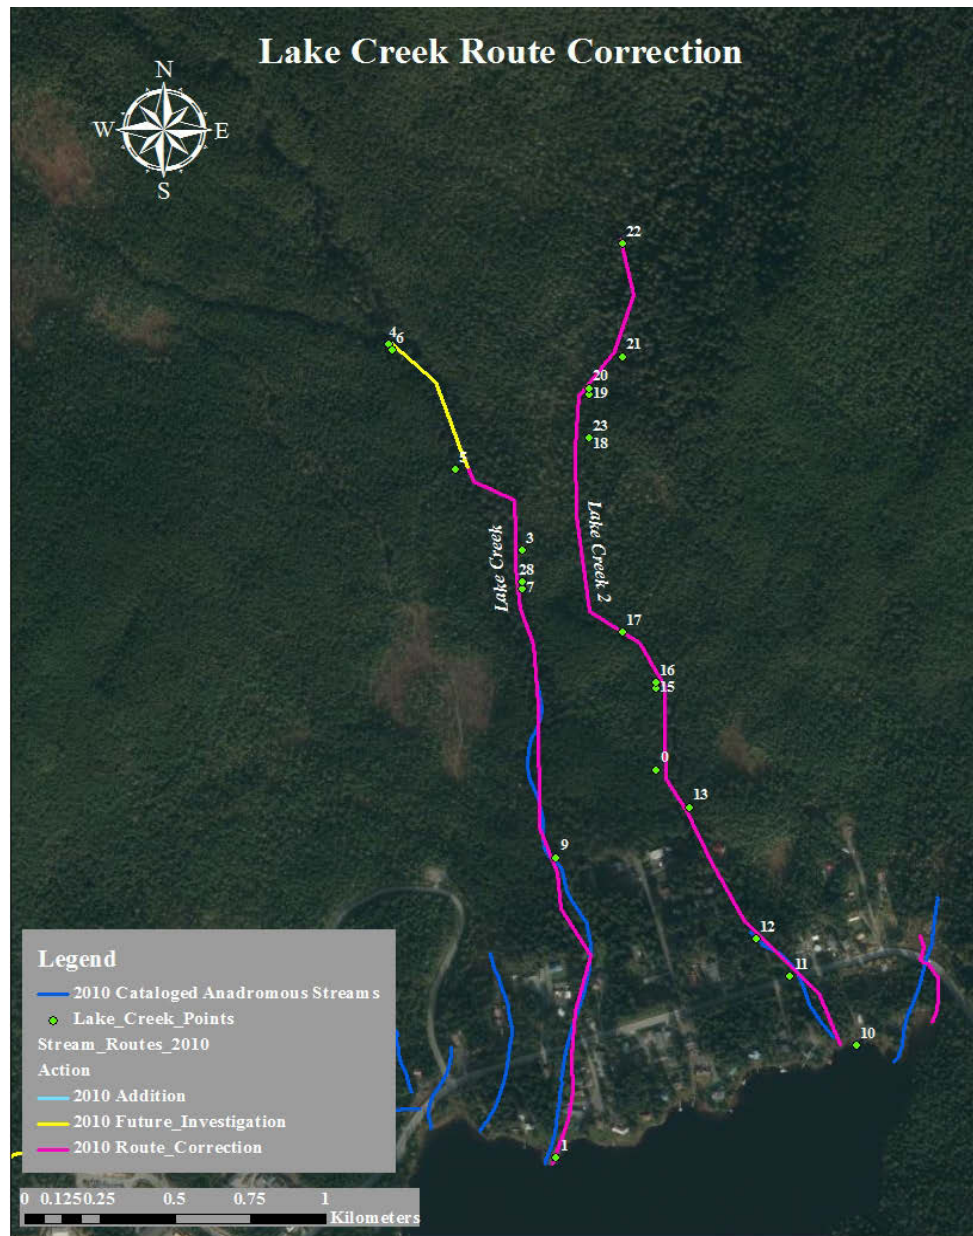 Lake Creek Route Correction
N
W E
S
22
4 6
21
20
19
23
18
5
3
28
7
Lake Creek
Lake Creek 2
17
16
15
0
13
9
12
11
10
1
Legend
2010 Cataloged Anadromous Streams
Lake_Creek_Points
Stream_Routes_2010
Action
2010 Addition
2010 Future_Investigation
2010 Route_Correction
0 0.125 0.25 0.5 0.75 1
Kilometers